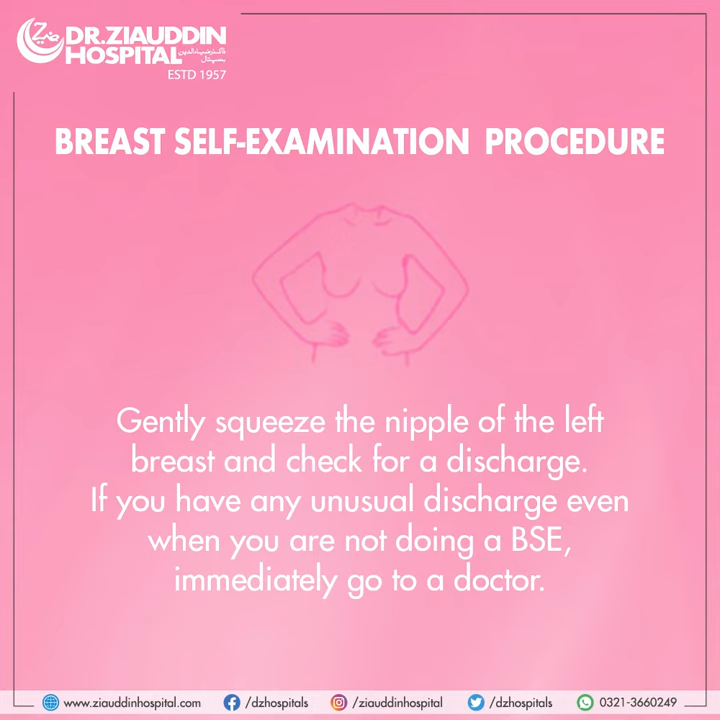 DR.ZIAUDDIN
HOSPITAL
ESTD 1957
BREAST SELF-EXAMINATION PROCEDURE
Gently squeeze the nipple of the left
breast and check for a discharge.
If you have any unusual discharge even
when you are not doing a BSE,
immediately go to a doctor.
www.ziauddinhospital.com /dzhospitals /ziauddinhospital /dzhospitals 0321-3660249